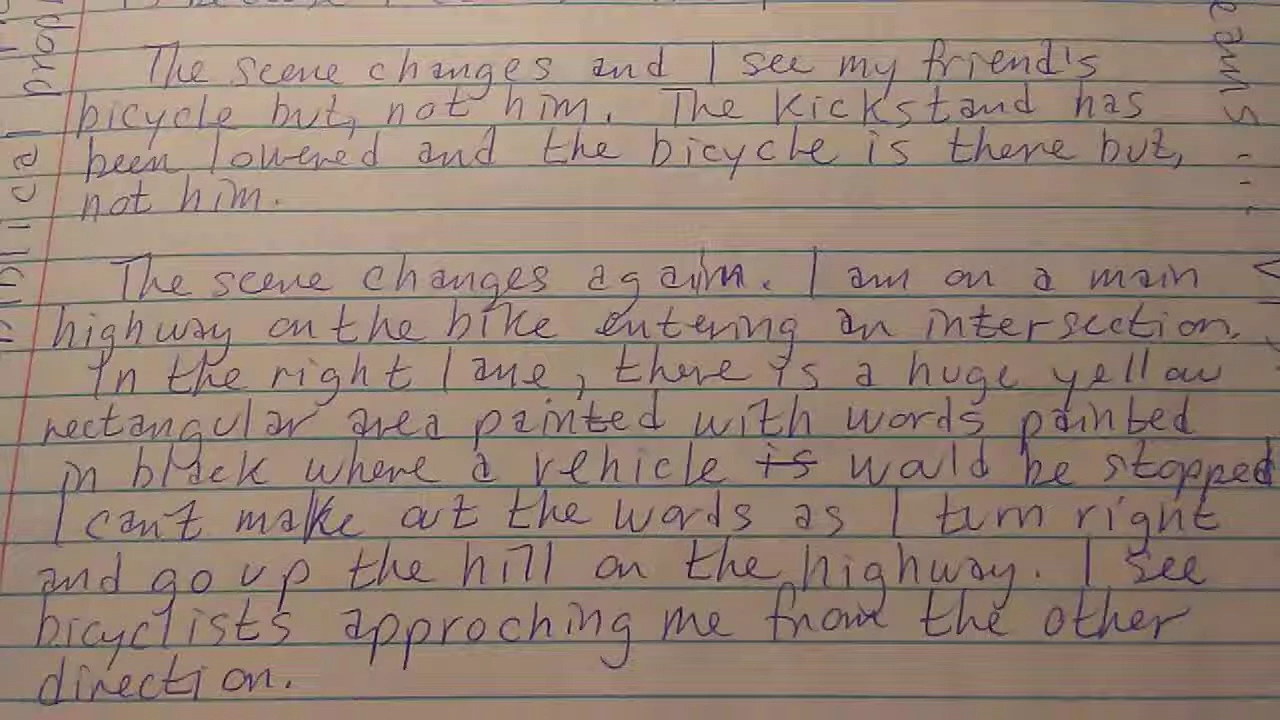 The scene changes and I see my friend's
bicycle but, not him. The kickstand has
been lowered and the bicycle is there but,
not him.
The scene changes again. I am on a main
highway on the bike entering an intersection.
In the right lane, there is a huge yellow
rectangular area painted with words painted
in black where a vehicle is would be stopped
I can't make out the words as I turn right
and go up the hill on the highway. I see
bicyclists approching me from the other
direction.